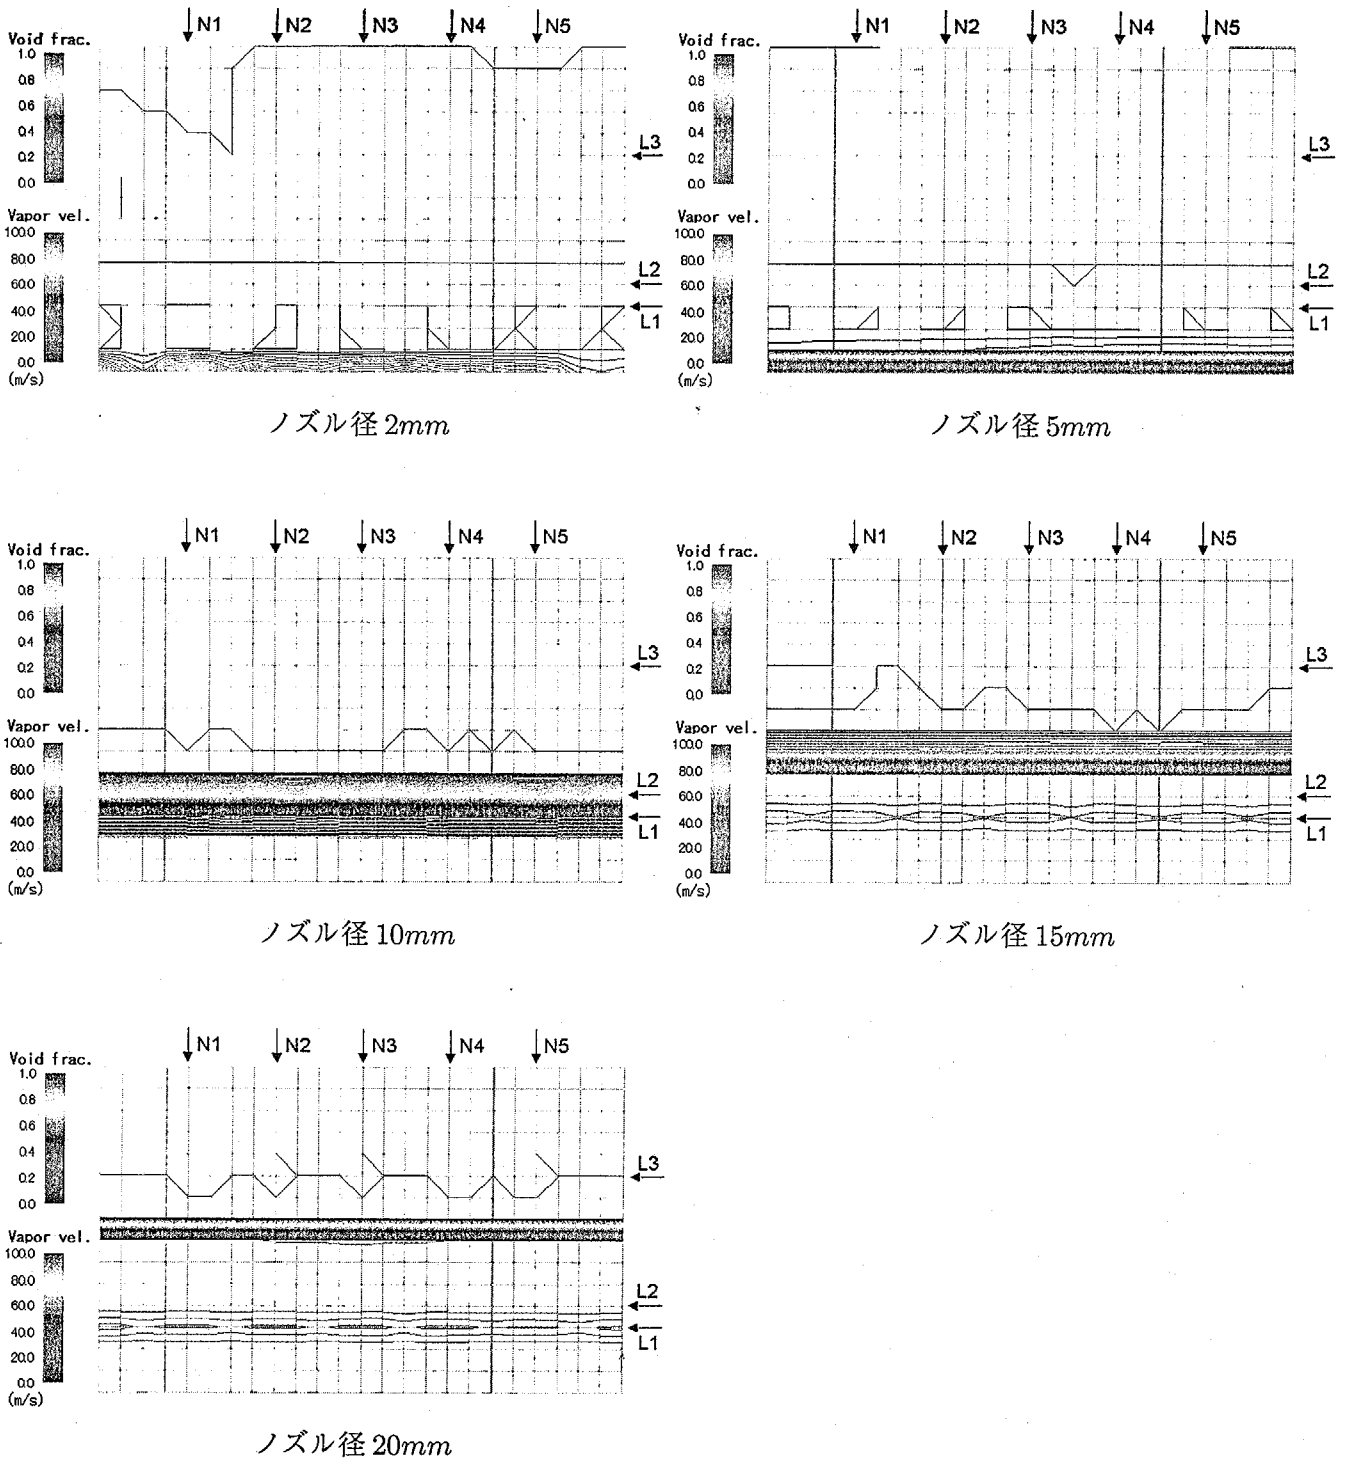 N1 N2 N3 N4 N5
Void frac.
1.0
0.8
0.6
0.4
0.2
0.0
Vapor vel.
100.0
80.0
60.0
40.0
20.0
0.0
(m/s)
L3
L2
L1
ノズル径 2mm
N1 N2 N3 N4 N5
Void frac.
1.0
0.8
0.6
0.4
0.2
0.0
Vapor vel.
100.0
80.0
60.0
40.0
20.0
0.0
(m/s)
L3
L2
L1
ノズル径 5mm
N1 N2 N3 N4 N5
Void frac.
1.0
0.8
0.6
0.4
0.2
0.0
Vapor vel.
100.0
80.0
60.0
40.0
20.0
0.0
(m/s)
L3
L2
L1
ノズル径 10mm
N1 N2 N3 N4 N5
Void frac.
1.0
0.8
0.6
0.4
0.2
0.0
Vapor vel.
100.0
80.0
60.0
40.0
20.0
0.0
(m/s)
L3
L2
L1
ノズル径 15mm
N1 N2 N3 N4 N5
Void frac.
1.0
0.8
0.6
0.4
0.2
0.0
Vapor vel.
100.0
80.0
60.0
40.0
20.0
0.0
(m/s)
L3
L2
L1
ノズル径 20mm